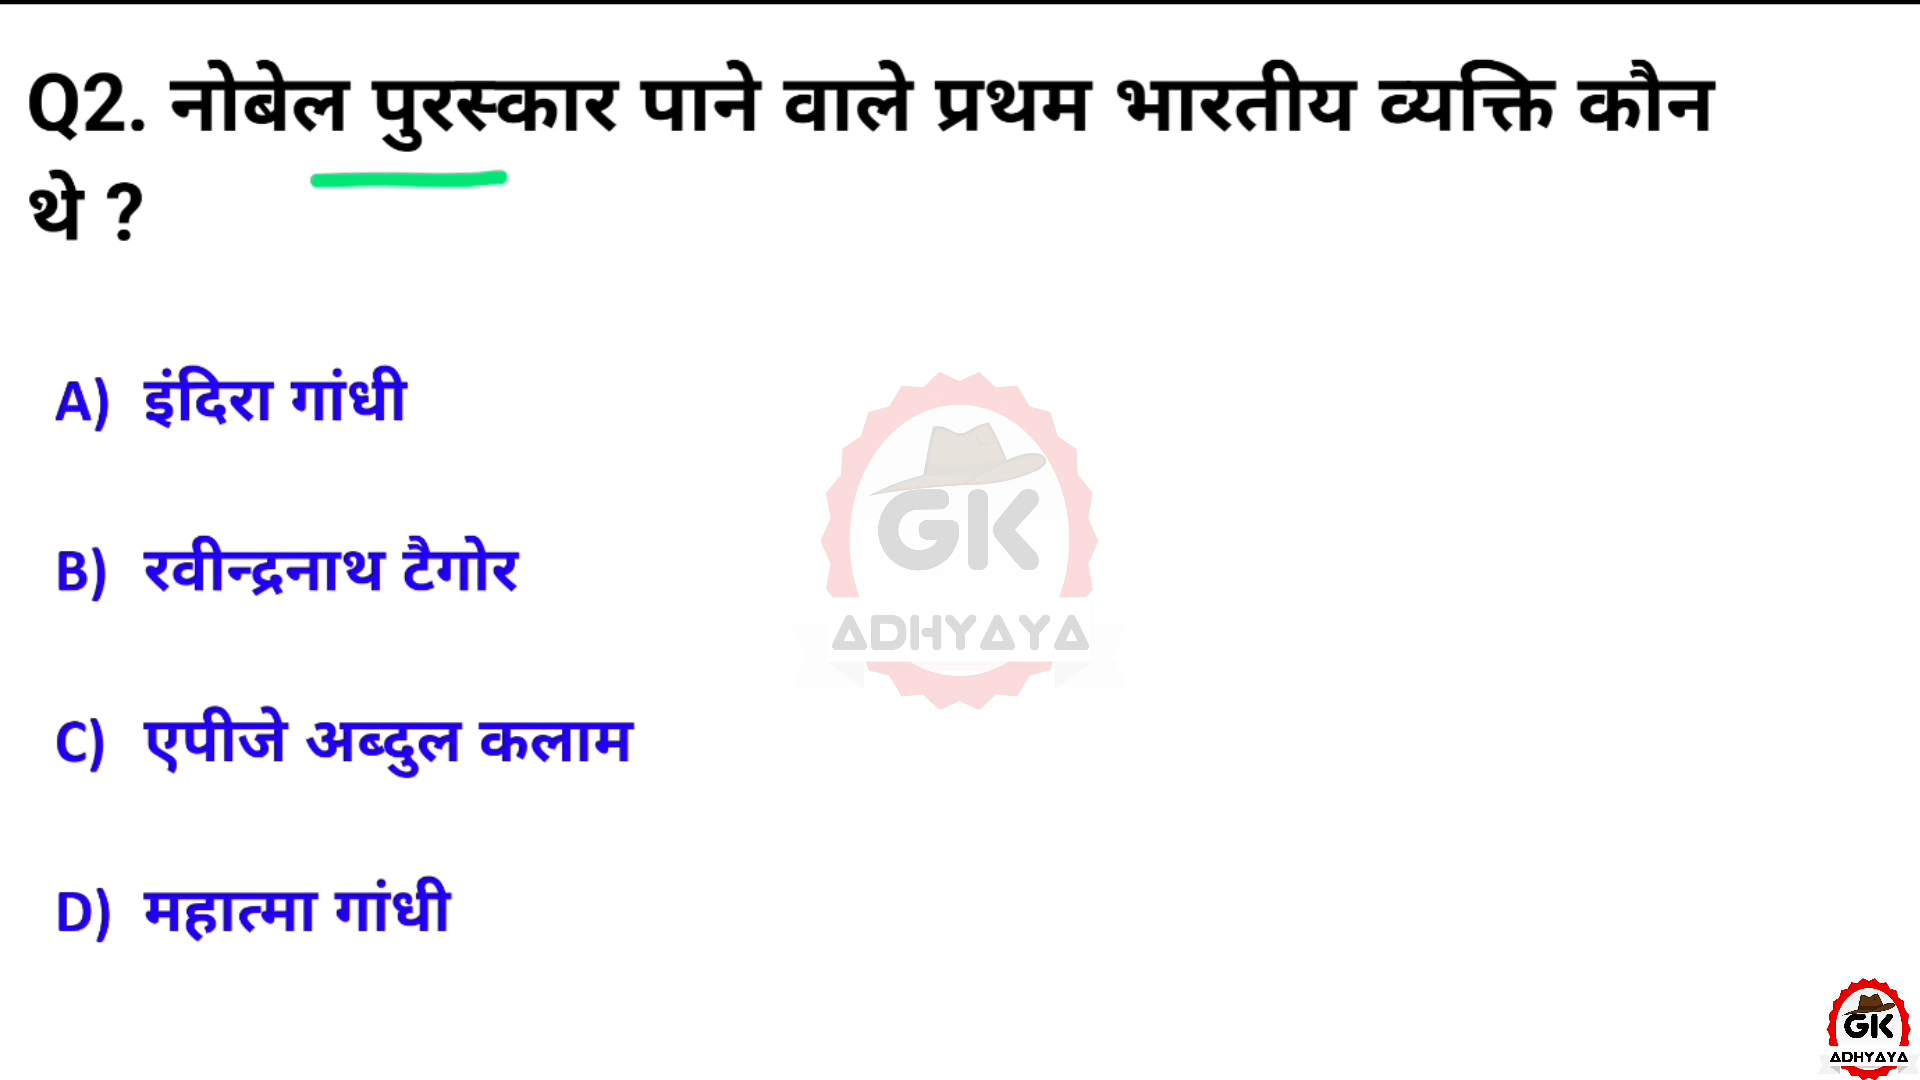 Q2. नोबेल पुरस्कार पाने वाले प्रथम भारतीय व्यक्ति कौन
थे ?
A) इंदिरा गांधी
B) रवीन्द्रनाथ टैगोर
C) एपीजे अब्दुल कलाम
D) महात्मा गांधी
GK
ADHYAYA
GK
ADHYAYA